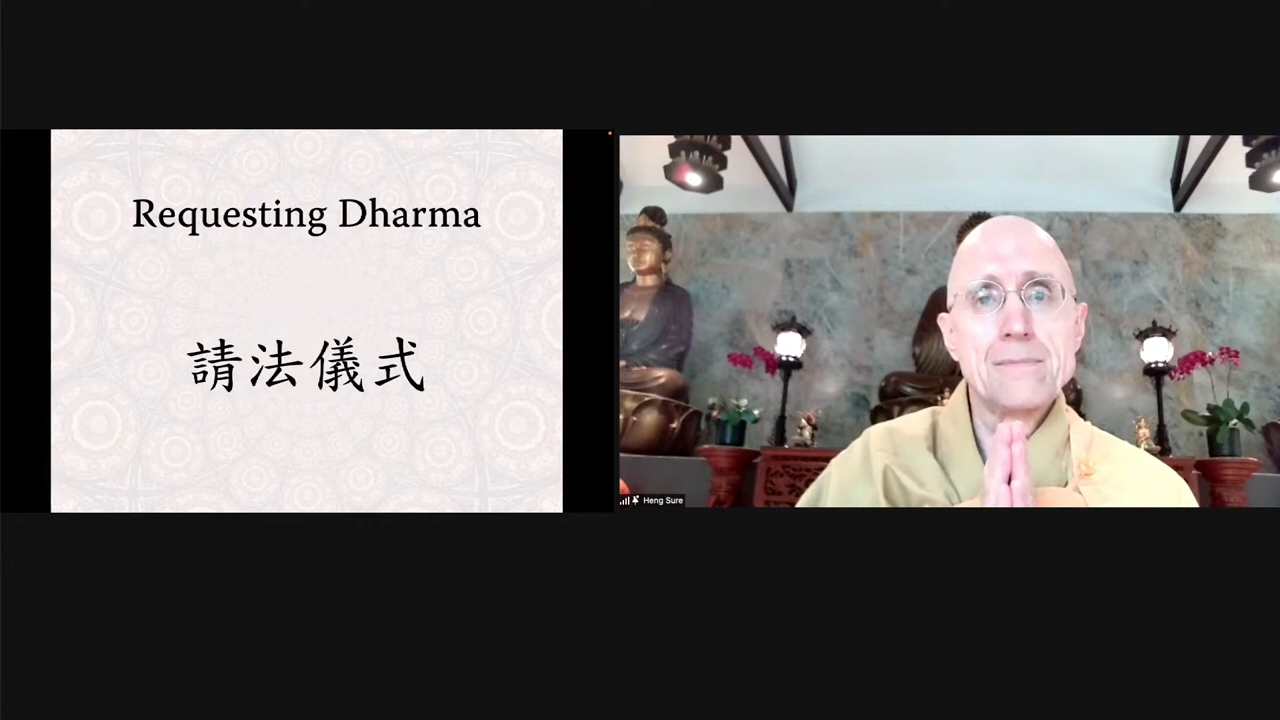 Requesting Dharma
請法儀式
Heng Sure